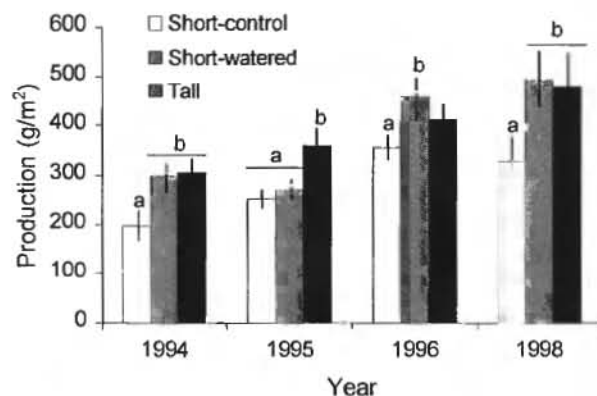 600
500
400
300
200
100
0
Production (g/m²)
Short-control
Short-watered
Tall
a
b
a
b
a
b
a
b
1994
1995
1996
1998
Year